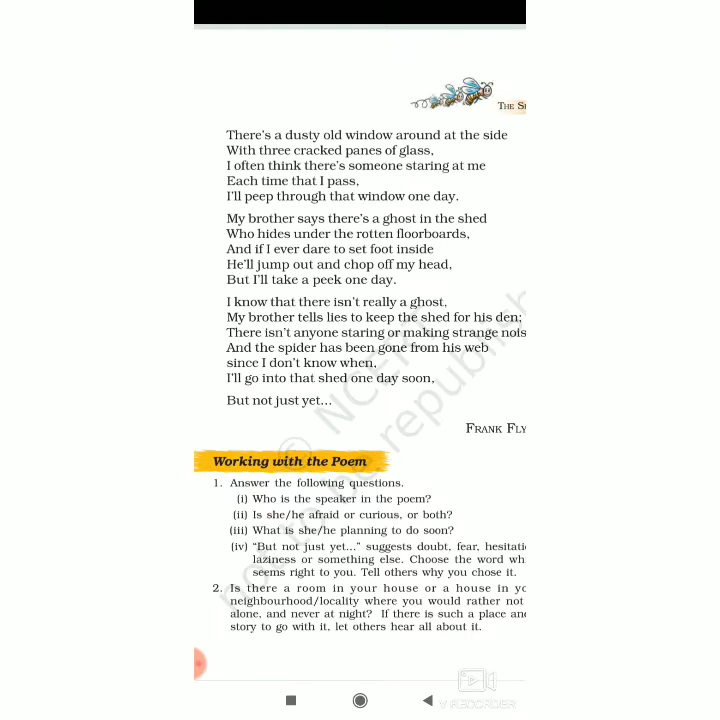 THE S
There's a dusty old window around at the side
With three cracked panes of glass,
I often think there's someone staring at me
Each time that I pass,
I'll peep through that window one day.
My brother says there's a ghost in the shed
Who hides under the rotten floorboards,
And if I ever dare to set foot inside
He'll jump out and chop off my head,
But I'll take a peek one day.
I know that there isn't really a ghost,
My brother tells lies to keep the shed for his den;
There isn't anyone staring or making strange nois
And the spider has been gone from his web
since I don't know when,
I'll go into that shed one day soon,
But not just yet...
FRANK FLY
Working with the Poem
1. Answer the following questions.
(i) Who is the speaker in the poem?
(ii) Is she/he afraid or curious, or both?
(iii) What is she/he planning to do soon?
(iv) "But not just yet..." suggests doubt, fear, hesitati
laziness or something else. Choose the word wh
seems right to you. Tell others why you chose it.
2. Is there a room in your house or a house in yo
neighbourhood/locality where you would rather not
alone, and never at night? If there is such a place and
story to go with it, let others hear all about it.
© NCERT
not to be republish
V RECORDER